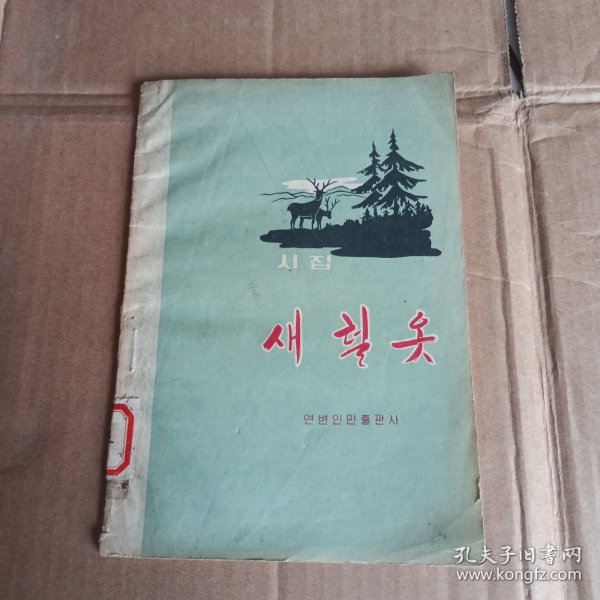 시집
새 혈 옷
연변인민출판사
孔夫子旧书网
www.kongfz.com